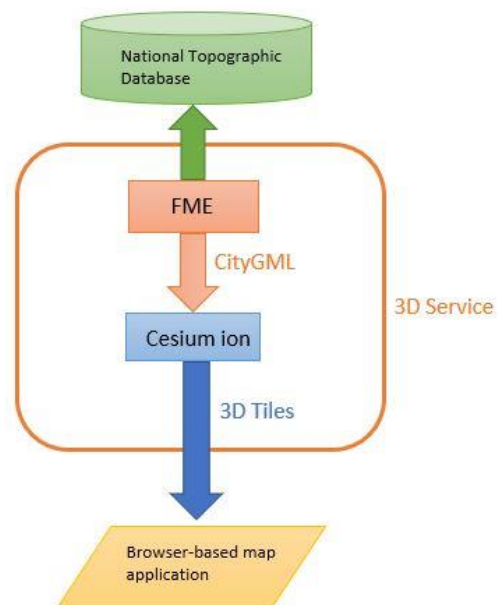 National Topographic
Database
FME
CityGML
3D Service
Cesium ion
3D Tiles
Browser-based map
application